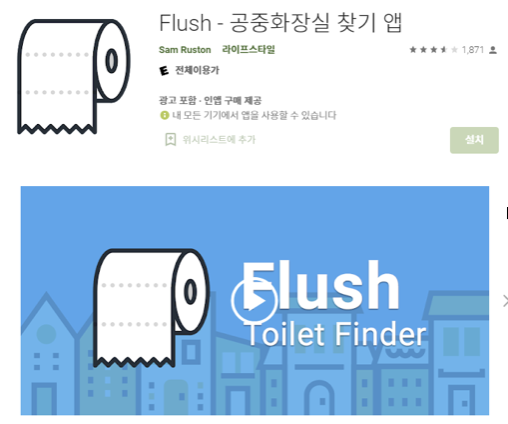 Flush - 공중화장실 찾기 앱
Sam Ruston 라이프스타일 1,871
E 전체이용가
광고 포함 · 인앱 구매 제공
내 모든 기기에서 앱을 사용할 수 있습니다
위시리스트에 추가 설치
Flush
Toilet Finder